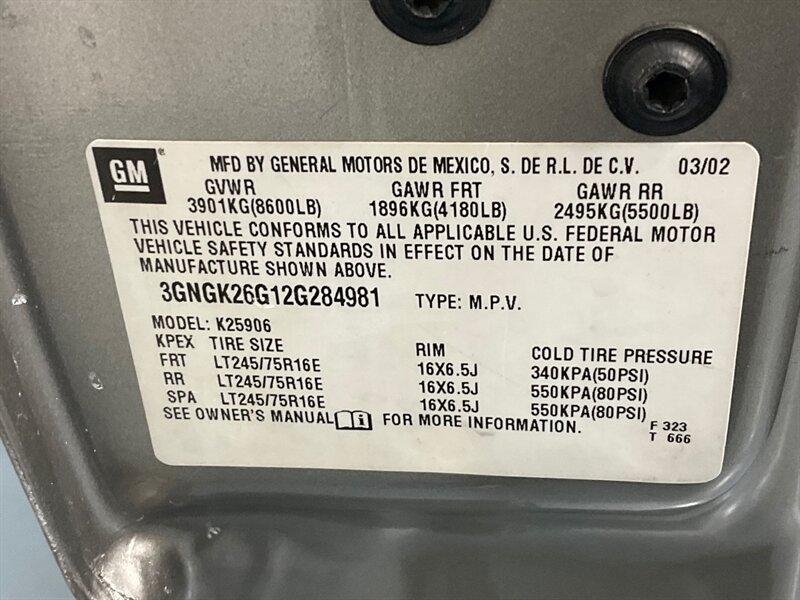 GM
MFD BY GENERAL MOTORS DE MEXICO, S. DE R.L. DE C.V. 03/02
GVWR GAWR FRT GAWR RR
3901KG(8600LB) 1896KG(4180LB) 2495KG(5500LB)
THIS VEHICLE CONFORMS TO ALL APPLICABLE U.S. FEDERAL MOTOR
VEHICLE SAFETY STANDARDS IN EFFECT ON THE DATE OF
MANUFACTURE SHOWN ABOVE.
3GNGK26G12G284981 TYPE: M.P.V.
MODEL: K25906
KPEX TIRE SIZE RIM COLD TIRE PRESSURE
FRT LT245/75R16E 16X6.5J 340KPA(50PSI)
RR LT245/75R16E 16X6.5J 550KPA(80PSI)
SPA LT245/75R16E 16X6.5J 550KPA(80PSI)
SEE OWNER'S MANUAL i FOR MORE INFORMATION.
F 323
T 666